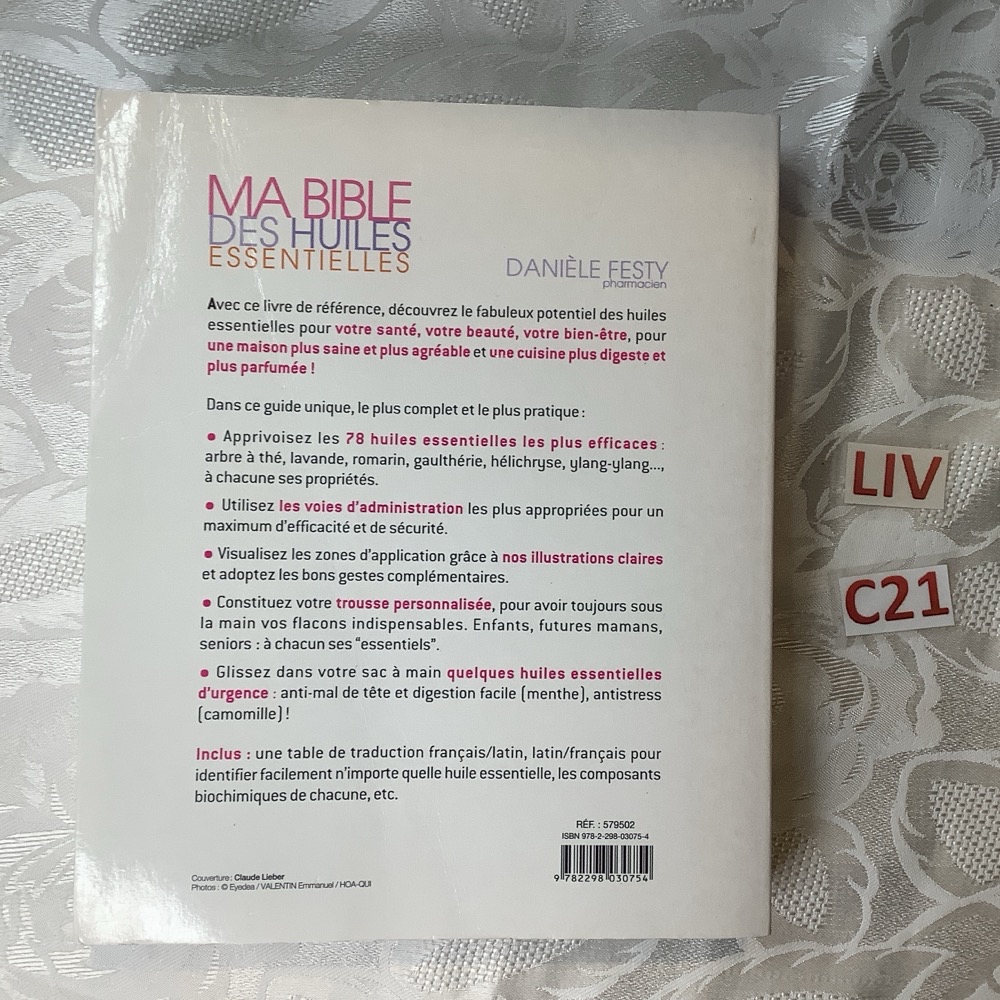 MA BIBLE
DES HUILES
ESSENTIELLES
DANIÈLE FESTY
pharmacien
Avec ce livre de référence, découvrez le fabuleux potentiel des huiles
essentielles pour votre santé, votre beauté, votre bien-être, pour
une maison plus saine et plus agréable et une cuisine plus digeste et
plus parfumée !
Dans ce guide unique, le plus complet et le plus pratique :
• Apprivoisez les 78 huiles essentielles les plus efficaces :
arbre à thé, lavande, romarin, gaulthérie, hélichryse, ylang-ylang...,
à chacune ses propriétés.
• Utilisez les voies d'administration les plus appropriées pour un
maximum d'efficacité et de sécurité.
• Visualisez les zones d'application grâce à nos illustrations claires
et adoptez les bons gestes complémentaires.
• Constituez votre trousse personnalisée, pour avoir toujours sous
la main vos flacons indispensables. Enfants, futures mamans,
seniors : à chacun ses "essentiels".
• Glissez dans votre sac à main quelques huiles essentielles
d'urgence : anti-mal de tête et digestion facile (menthe), antistress
(camomille) !
Inclus : une table de traduction français/latin, latin/français pour
identifier facilement n'importe quelle huile essentielle, les composants
biochimiques de chacune, etc.
RÉF. : 579502
ISBN 978-2-298-03075-4
9 782298 030754
Couverture : Claude Lieber
Photos : © Eyedea / VALENTIN Emmanuel / HOA-QUI
LIV
C21